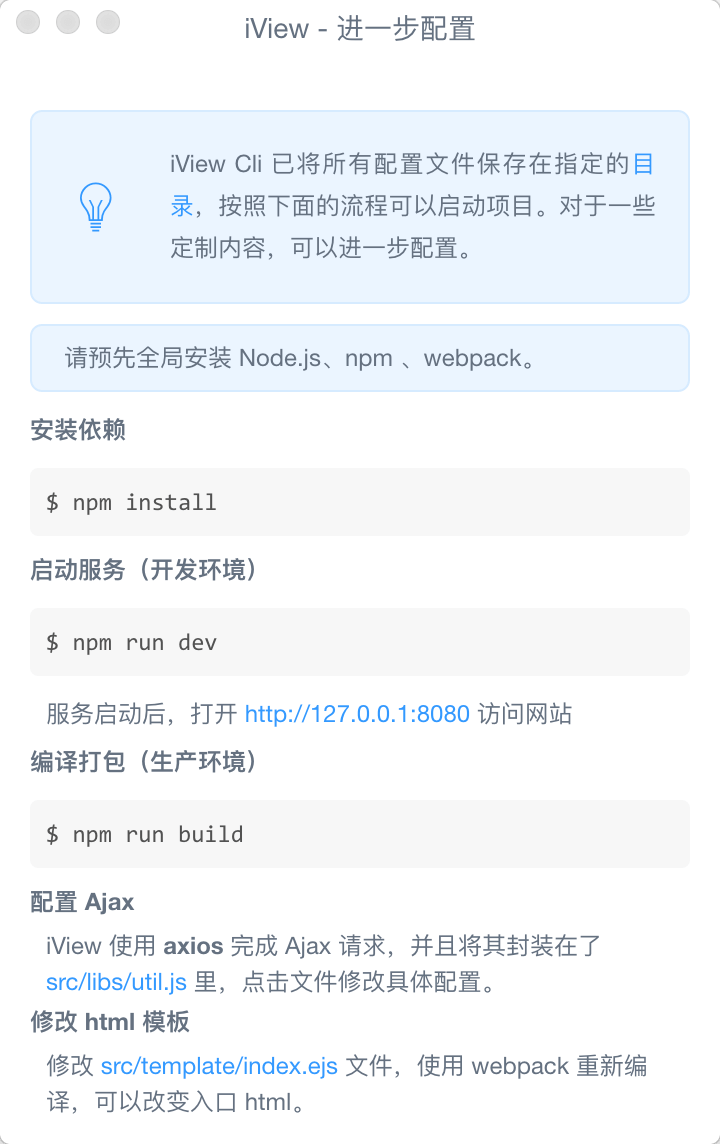 iView - 进一步配置
iView Cli 已将所有配置文件保存在指定的目
录，按照下面的流程可以启动项目。对于一些
定制内容，可以进一步配置。
请预先全局安装 Node.js、npm 、webpack。
安装依赖
$ npm install
启动服务（开发环境）
$ npm run dev
服务启动后，打开 http://127.0.0.1:8080 访问网站
编译打包（生产环境）
$ npm run build
配置 Ajax
iView 使用 axios 完成 Ajax 请求，并且将其封装在了
src/libs/util.js 里，点击文件修改具体配置。
修改 html 模板
修改 src/template/index.ejs 文件，使用 webpack 重新编
译，可以改变入口 html。